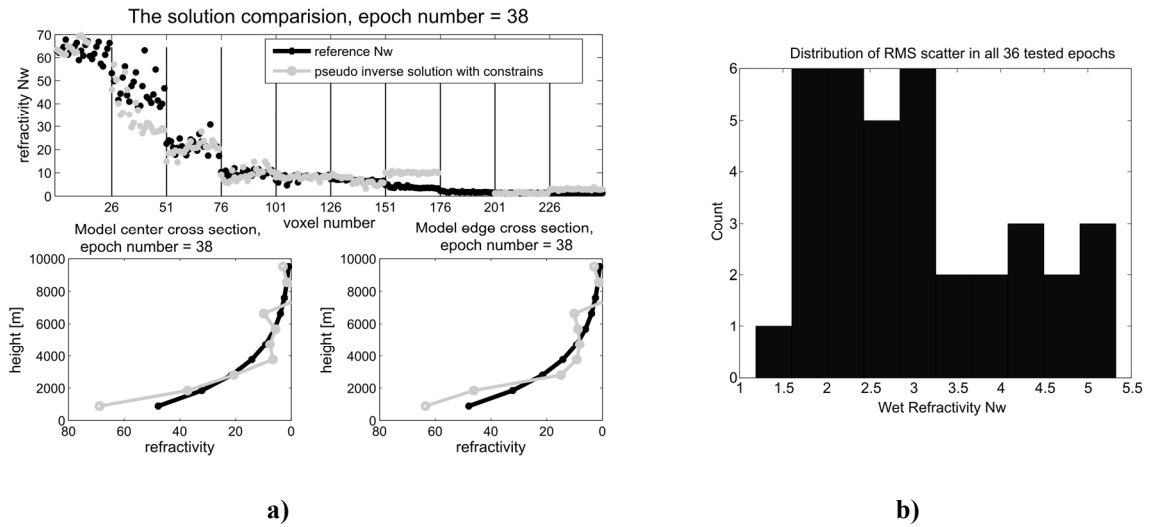 The solution comparision, epoch number = 38
refractivity Nw
70
60
50
40
30
20
10
0
reference Nw
pseudo inverse solution with constrains
26 51 76 101 126 151 176 201 226
voxel number
Model center cross section,
epoch number = 38
height [m]
10000
8000
6000
4000
2000
0
80 60 40 20 0
refractivity
Model edge cross section,
epoch number = 38
height [m]
10000
8000
6000
4000
2000
0
80 60 40 20 0
refractivity
a)
Distribution of RMS scatter in all 36 tested epochs
Count
6
5
4
3
2
1
0
1 1.5 2 2.5 3 3.5 4 4.5 5 5.5
Wet Refractivity Nw
b)